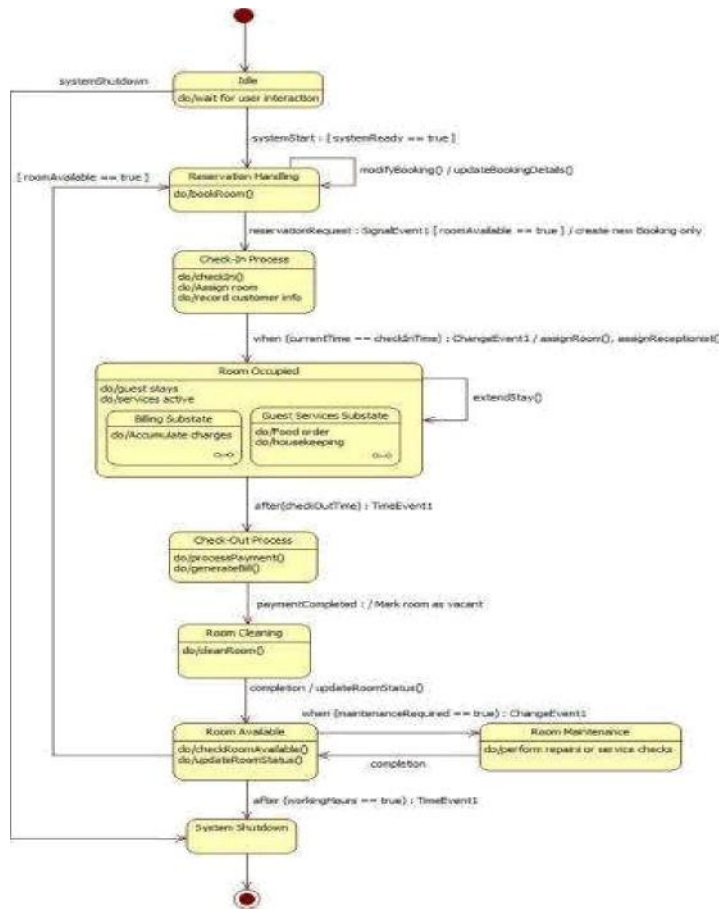 systemShutdown
Idle
do/wait for user interaction
systemStart : [ systemReady == true ]
[ roomAvailable == true ]
Reservation Handling
do/bookRoom()
modifyBooking() / updateBookingDetails()
reservationRequest : SignalEvent1 [ roomAvailable == true ] / create new Booking only
Check-In Process
do/checkIn()
do/Assign room
do/record customer info
when (currentTime == checkInTime) : ChangeEvent1 / assignRoom(), assignReceptionist()
Room Occupied
do/guest stays
do/services active
extendStay()
Billing Substate
do/Accumulate charges
Guest Services Substate
do/Food order
do/housekeeping
after(checkOutTime) : TimeEvent1
Check-Out Process
do/processPayment()
do/generateBill()
paymentCompleted : / Mark room as vacant
Room Cleaning
do/cleanRoom()
completion / updateRoomStatus()
when (maintenanceRequired == true) : ChangeEvent1
Room Available
do/checkRoomAvailable()
do/updateRoomStatus()
Room Maintenance
do/perform repairs or service checks
completion
after (workingHours == true) : TimeEvent1
System Shutdown